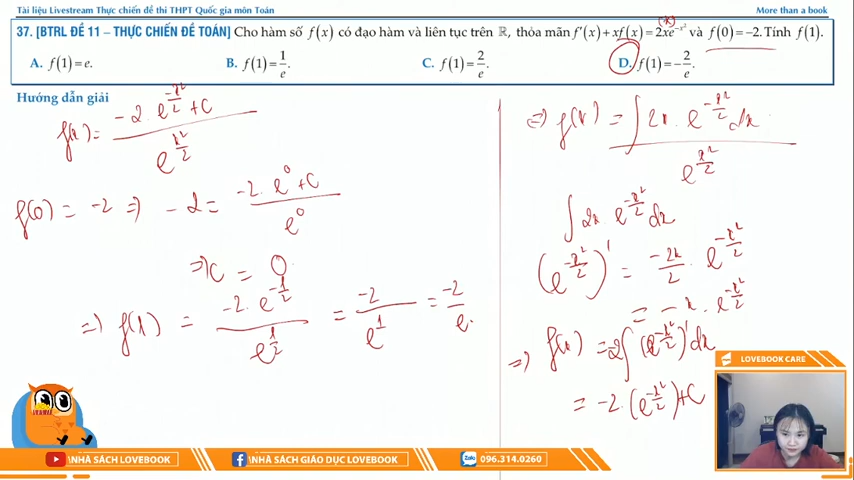 Tài liệu Livestream Thực chiến đề thi THPT Quốc gia môn Toán
More than a book
37. [BTRL ĐỀ 11 – THỰC CHIẾN ĐỀ TOÁN] Cho hàm số f(x) có đạo hàm và liên tục trên ℝ, thỏa mãn f'(x)+xf(x)=2xe^{-x²} và f(0)=-2. Tính f(1).
(*)
A. f(1)=e. B. f(1)=1/e. C. f(1)=2/e. D. f(1)=-2/e.
Hướng dẫn giải
f(x) = (-2.e^{-x²/2}+C)/e^{x²/2}
f(0) = -2 => -2 = (-2.e^0+C)/e^0
=> C = 0
=> f(1) = (-2.e^{-1/2})/e^{1/2} = -2/e^1 = -2/e.
=> f(x) = (∫2x.e^{-x²/2}dx)/e^{x²/2}
∫2x.e^{-x²/2}dx
(e^{-x²/2})' = -2x/2 . e^{-x²/2}
= -x.e^{-x²/2}
=> f(x) = -2∫(e^{-x²/2})'dx
= -2.(e^{-x²/2})+C
LOVEBOOK CARE
NHÀ SÁCH LOVEBOOK
NHÀ SÁCH GIÁO DỤC LOVEBOOK
Zalo 096.314.0260